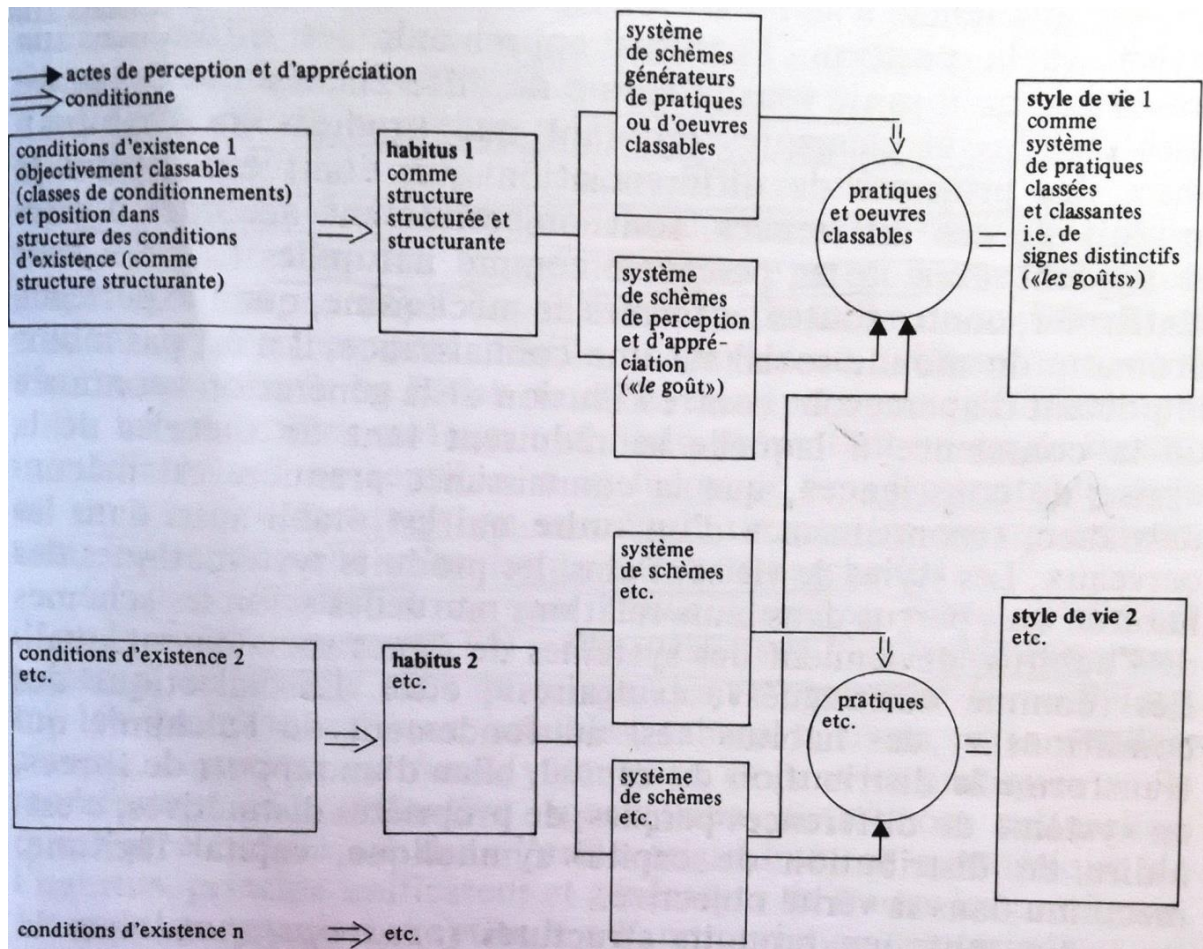 actes de perception et d'appréciation
conditionne
conditions d'existence 1
objectivement classables
(classes de conditionnements)
et position dans
structure des conditions
d'existence (comme
structure structurante)
habitus 1
comme
structure
structurée et
structurante
système
de schèmes
générateurs
de pratiques
ou d'oeuvres
classables
système
de schèmes
de perception
et d'appré-
ciation
(«le goût»)
pratiques
et oeuvres
classables
style de vie 1
comme
système
de pratiques
classées
et classantes
i.e. de
signes distinctifs
(«les goûts»)
conditions d'existence 2
etc.
habitus 2
etc.
système
de schèmes
etc.
système
de schèmes
etc.
pratiques
etc.
style de vie 2
etc.
conditions d'existence n
etc.